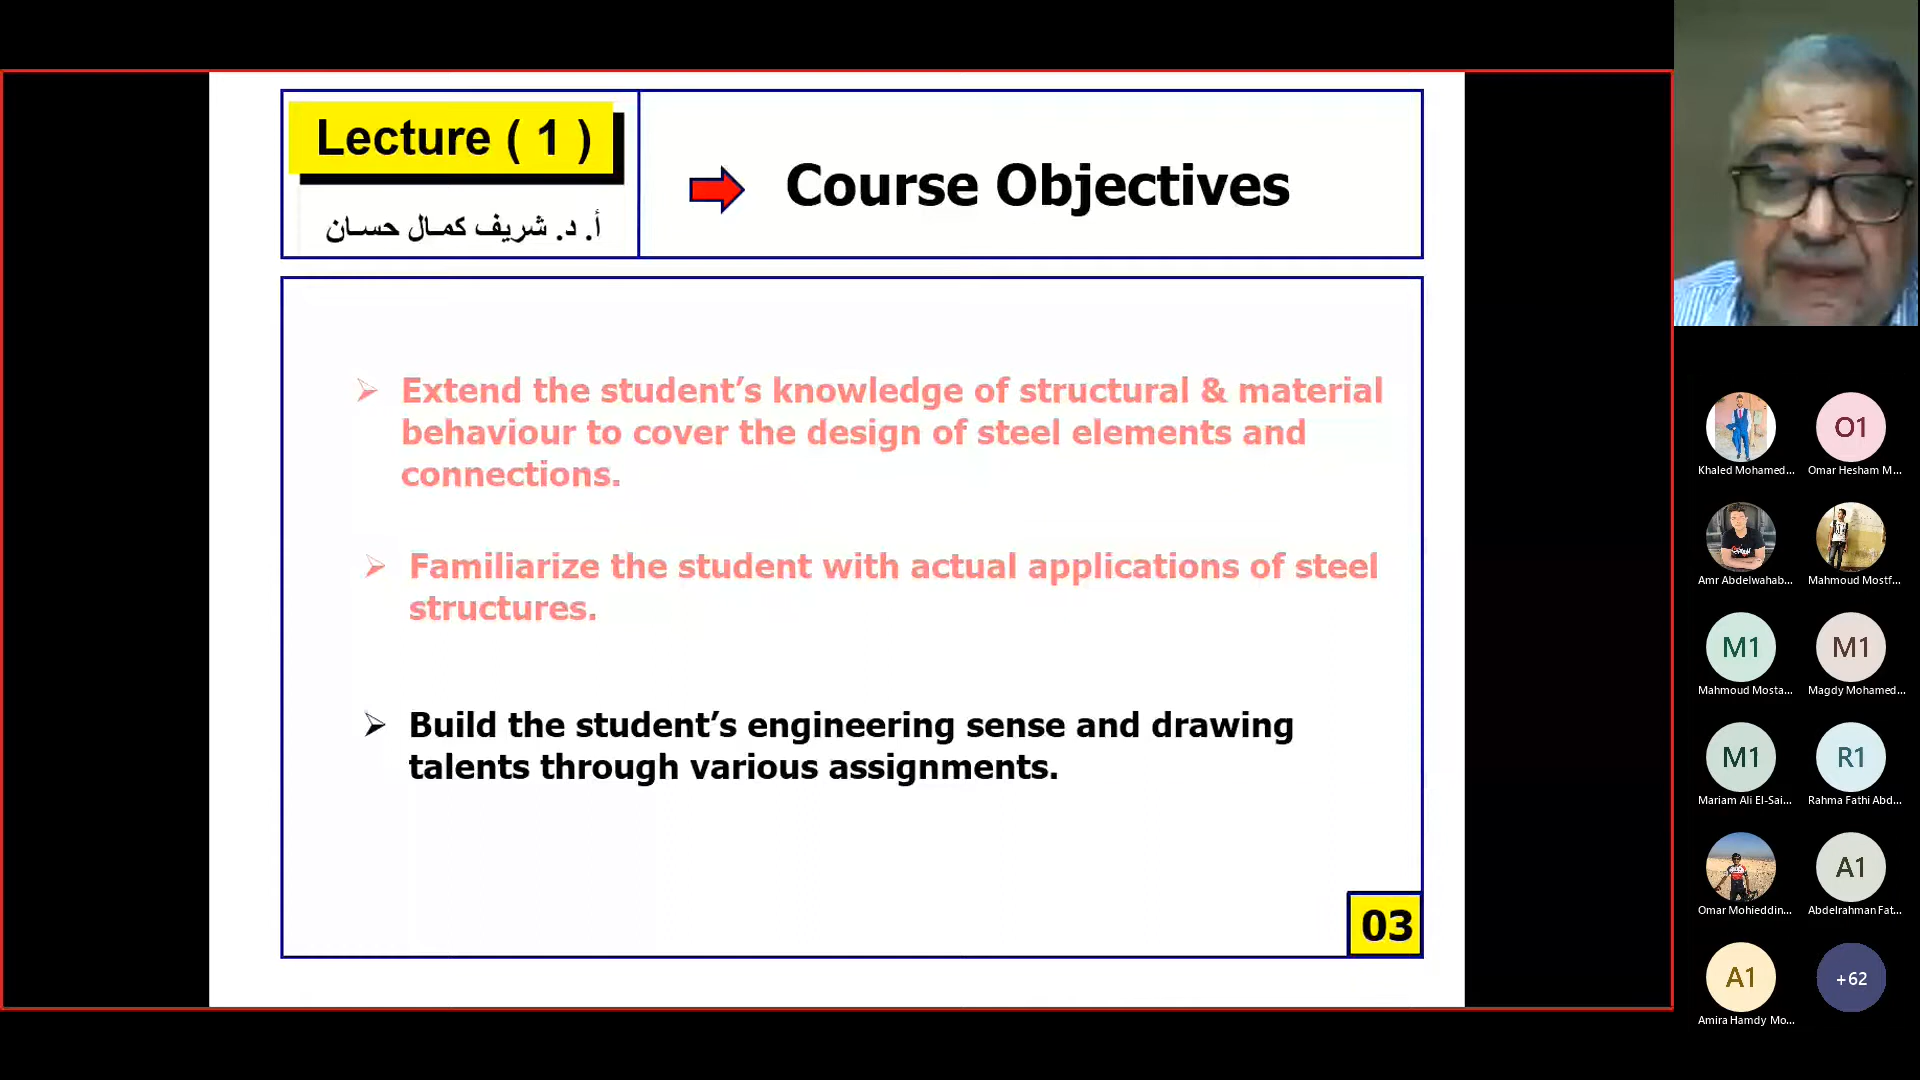 Lecture ( 1 )
أ. د. شريف كمال حسان
Course Objectives
Extend the student’s knowledge of structural & material
behaviour to cover the design of steel elements and
connections.
Familiarize the student with actual applications of steel
structures.
Build the student’s engineering sense and drawing
talents through various assignments.
03
Khaled Mohamed...
O1
Omar Hesham M...
Amr Abdelwahab...
Mahmoud Mostf...
M1
Mahmoud Mosta...
M1
Magdy Mohamed...
M1
Mariam Ali El-Sai...
R1
Rahma Fathi Abd...
Omar Mohieddin...
A1
Abdelrahman Fat...
A1
Amira Hamdy Mo...
+62